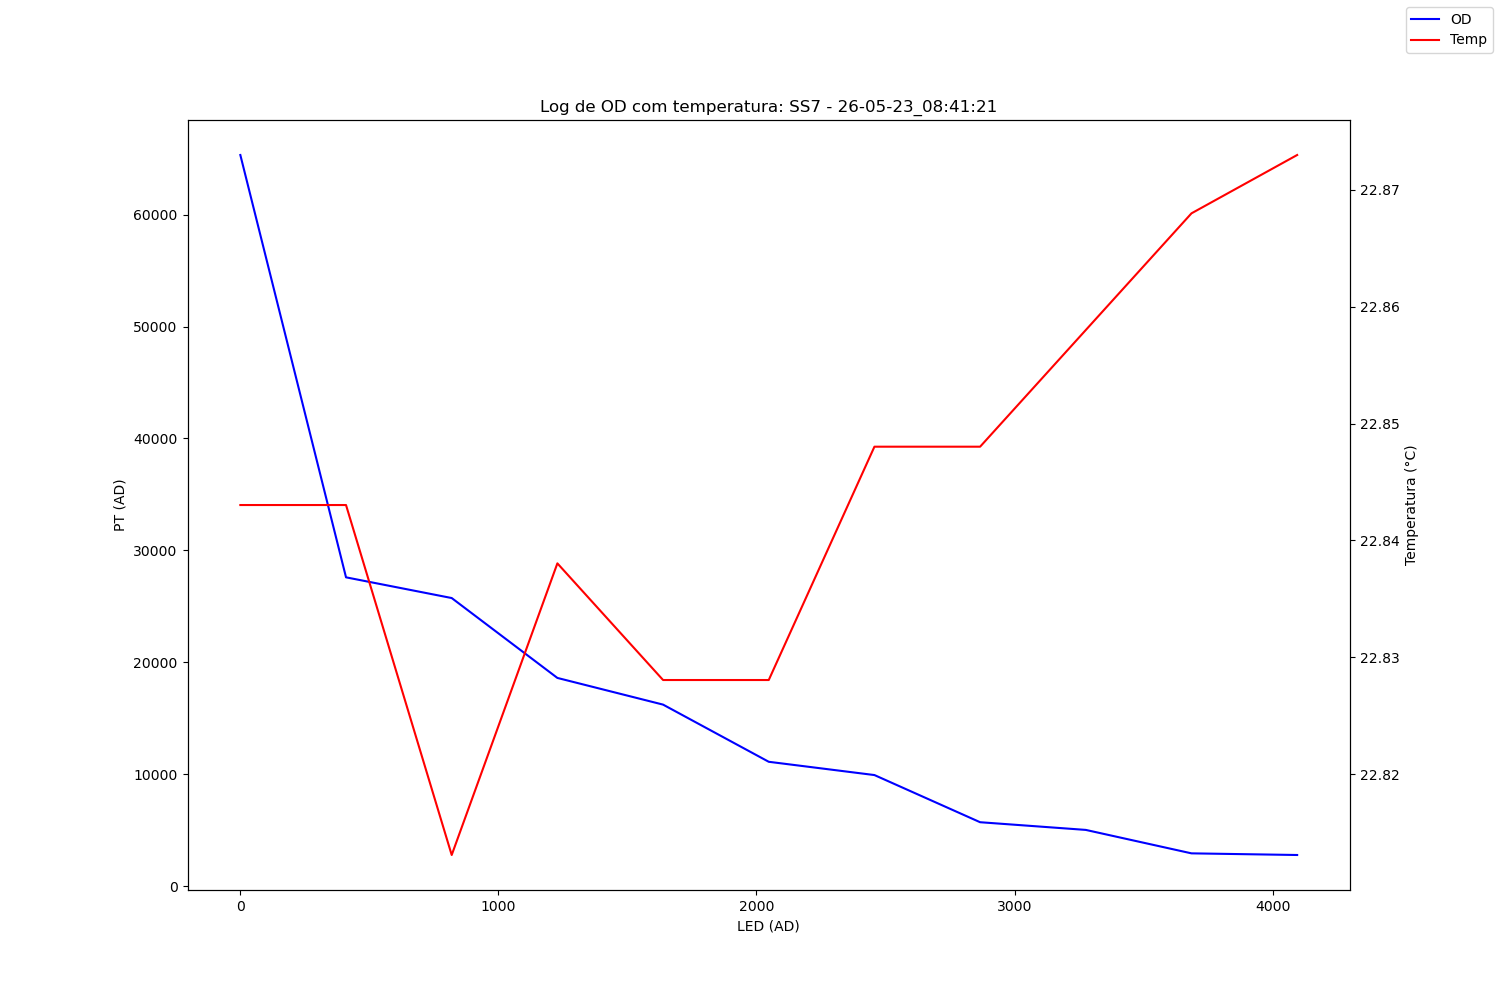 OD
Temp
Log de OD com temperatura: SS7 - 26-05-23_08:41:21
60000
50000
40000
30000
20000
10000
0
PT (AD)
22.87
22.86
22.85
22.84
22.83
22.82
Temperatura (°C)
0 1000 2000 3000 4000
LED (AD)